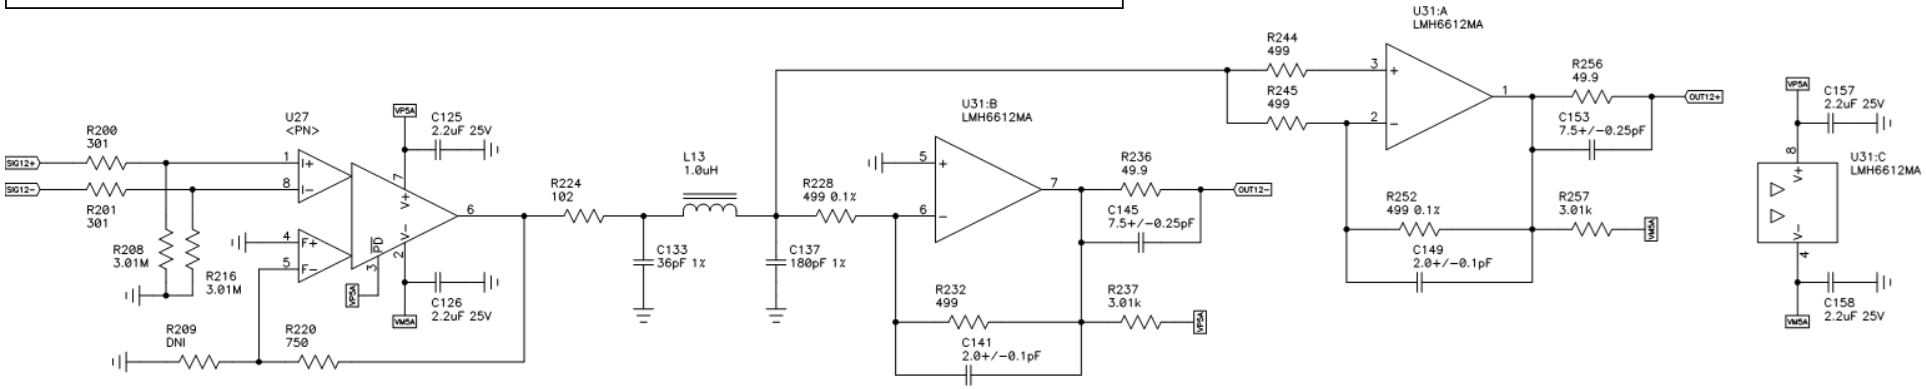 U31:A
LMH6612MA
R244
499
R256
49.9
3
+
R245
499
1
OUT12+
2
-
C153
7.5+/-0.25pF
VP5A
C157
2.2uF 25V
8
V+
U31:C
LMH6612MA
V-
4
C158
2.2uF 25V
VM5A
R252
499 0.1%
R257
3.01k
VM5A
C149
2.0+/-0.1pF
U31:B
LMH6612MA
5
+
R236
49.9
7
OUT12-
6
-
C145
7.5+/-0.25pF
R232
499
R237
3.01k
VP5A
C141
2.0+/-0.1pF
VP5A
C125
2.2uF 25V
U27
<PN>
R200
301
SIG12+
1
I+
7
V+
SIG12-
8
I-
R201
301
6
R224
102
L13
1.0uH
R228
499 0.1%
R208
3.01M
4
F+
PD
V-
R216
3.01M
5
F-
3
2
C133
36pF 1%
C137
180pF 1%
VP5A
C126
2.2uF 25V
VM5A
R209
DNI
R220
750